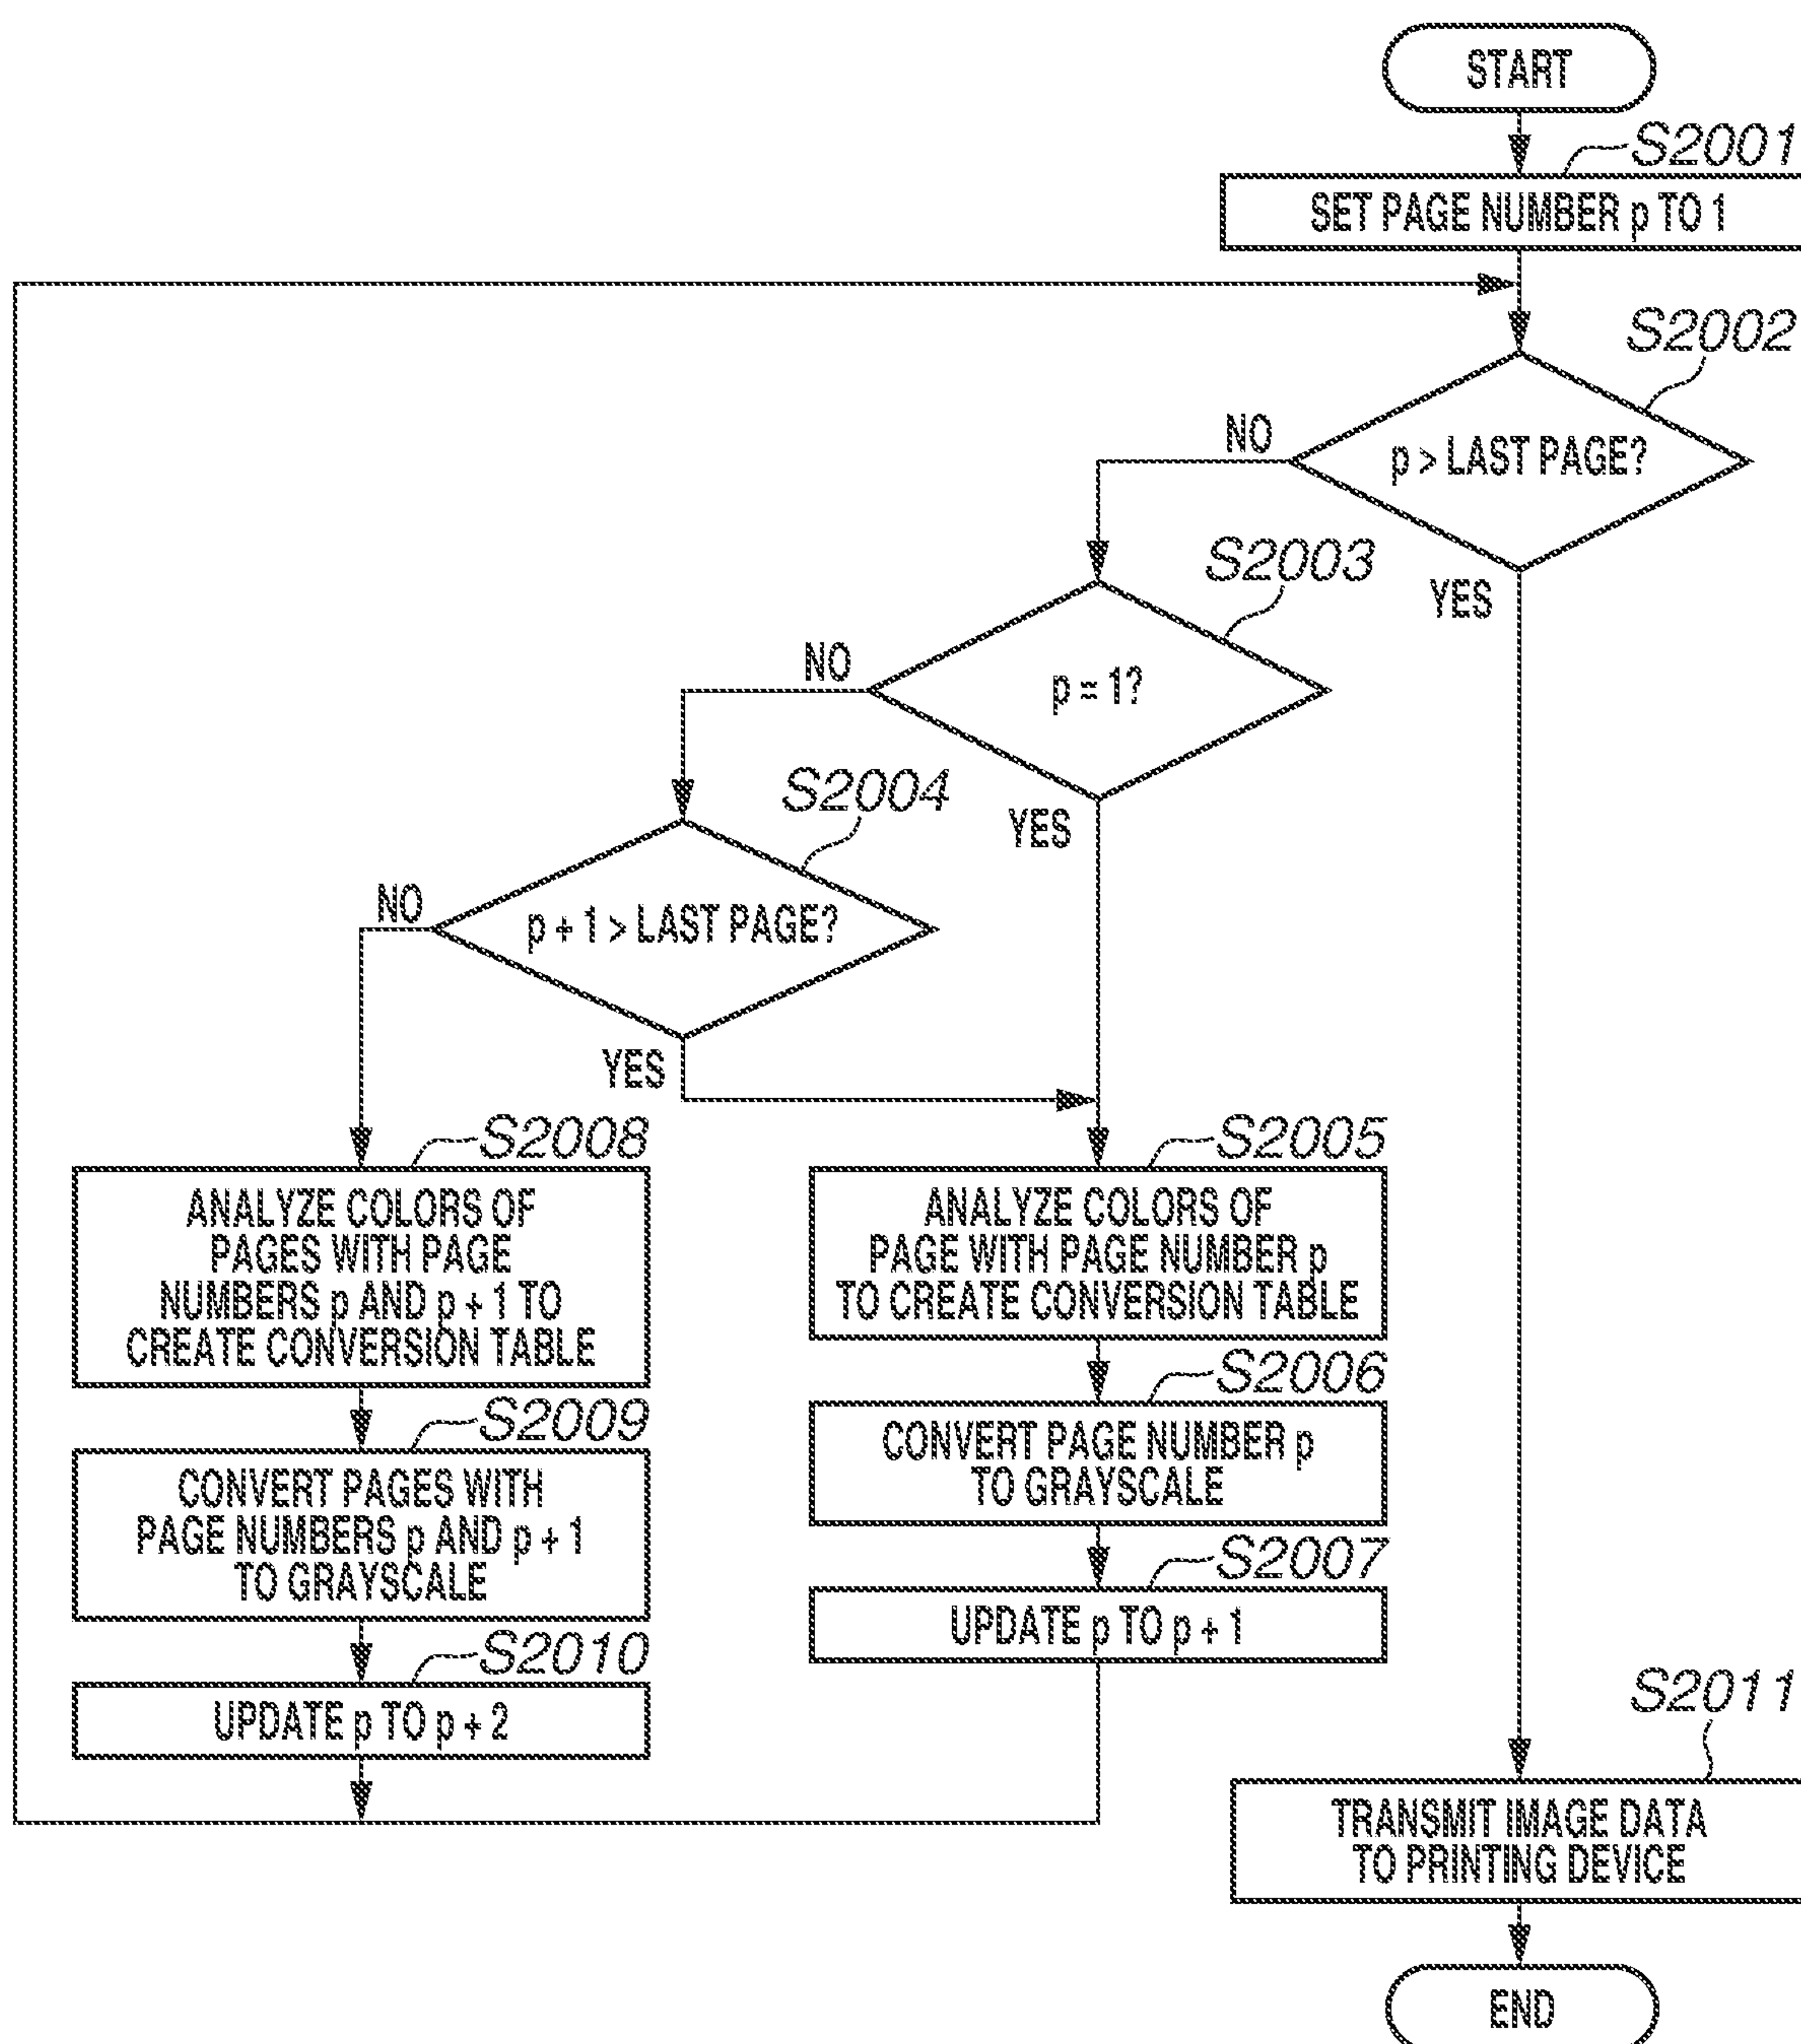 START
S2001
SET PAGE NUMBER p TO 1
S2002
p > LAST PAGE?
NO
YES
S2003
p = 1?
NO
YES
S2004
p + 1 > LAST PAGE?
NO
YES
S2008
ANALYZE COLORS OF
PAGES WITH PAGE
NUMBERS p AND p + 1 TO
CREATE CONVERSION TABLE
S2009
CONVERT PAGES WITH
PAGE NUMBERS p AND p + 1
TO GRAYSCALE
S2010
UPDATE p TO p + 2
S2005
ANALYZE COLORS OF
PAGE WITH PAGE NUMBER p
TO CREATE CONVERSION TABLE
S2006
CONVERT PAGE NUMBER p
TO GRAYSCALE
S2007
UPDATE p TO p + 1
S2011
TRANSMIT IMAGE DATA
TO PRINTING DEVICE
END